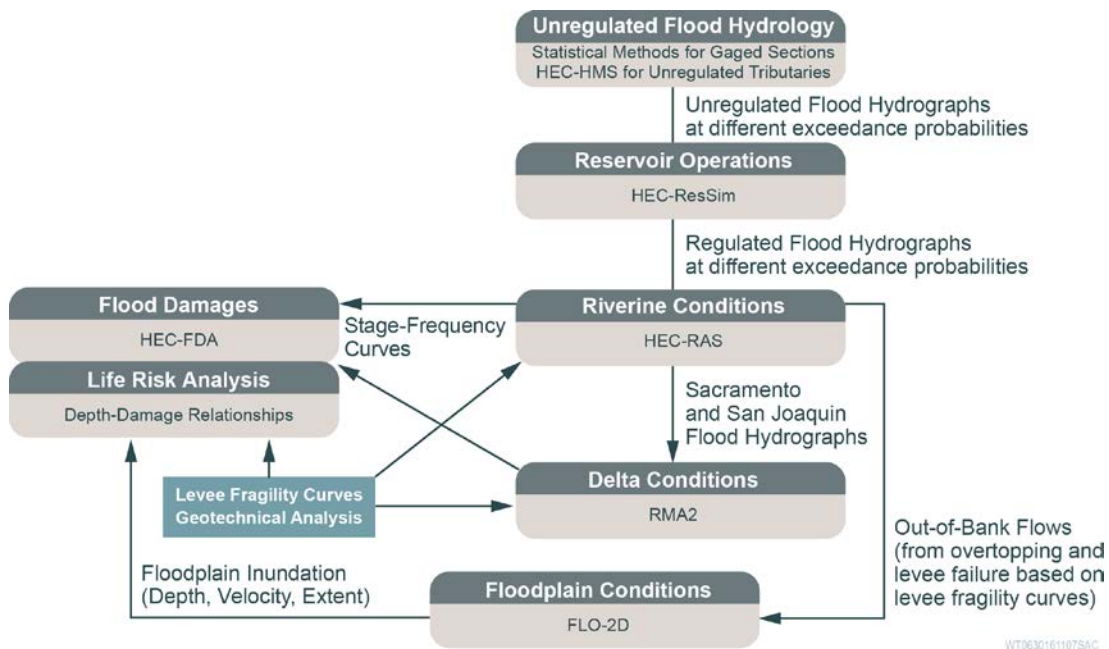 Unregulated Flood Hydrology
Statistical Methods for Gaged Sections
HEC-HMS for Unregulated Tributaries
Unregulated Flood Hydrographs
at different exceedance probabilities
Reservoir Operations
HEC-ResSim
Regulated Flood Hydrographs
at different exceedance probabilities
Flood Damages
HEC-FDA
Stage-Frequency
Curves
Riverine Conditions
HEC-RAS
Life Risk Analysis
Depth-Damage Relationships
Sacramento
and San Joaquin
Flood Hydrographs
Levee Fragility Curves
Geotechnical Analysis
Delta Conditions
RMA2
Out-of-Bank Flows
(from overtopping and
levee failure based on
levee fragility curves)
Floodplain Inundation
(Depth, Velocity, Extent)
Floodplain Conditions
FLO-2D
WT0630161107SAC